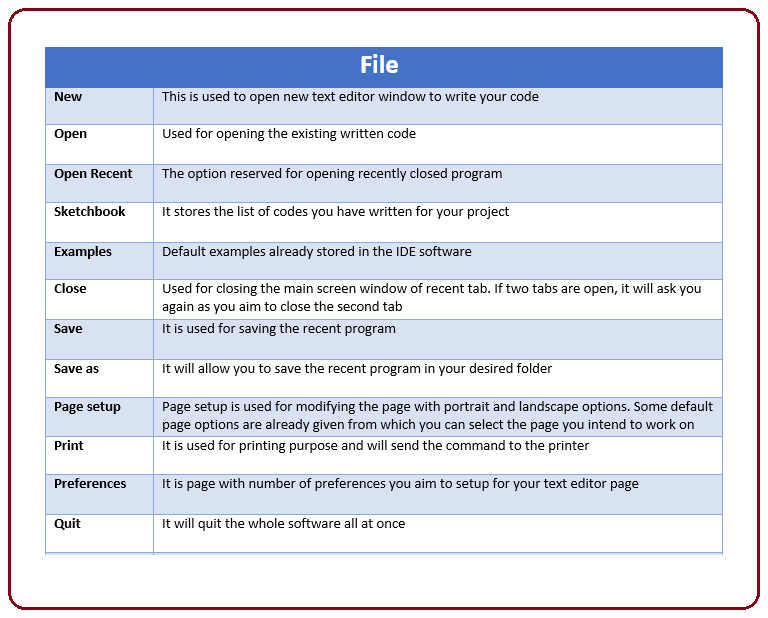 File
New This is used to open new text editor window to write your code
Open Used for opening the existing written code
Open Recent The option reserved for opening recently closed program
Sketchbook It stores the list of codes you have written for your project
Examples Default examples already stored in the IDE software
Close Used for closing the main screen window of recent tab. If two tabs are open, it will ask you
again as you aim to close the second tab
Save It is used for saving the recent program
Save as It will allow you to save the recent program in your desired folder
Page setup Page setup is used for modifying the page with portrait and landscape options. Some default
page options are already given from which you can select the page you intend to work on
Print It is used for printing purpose and will send the command to the printer
Preferences It is page with number of preferences you aim to setup for your text editor page
Quit It will quit the whole software all at once